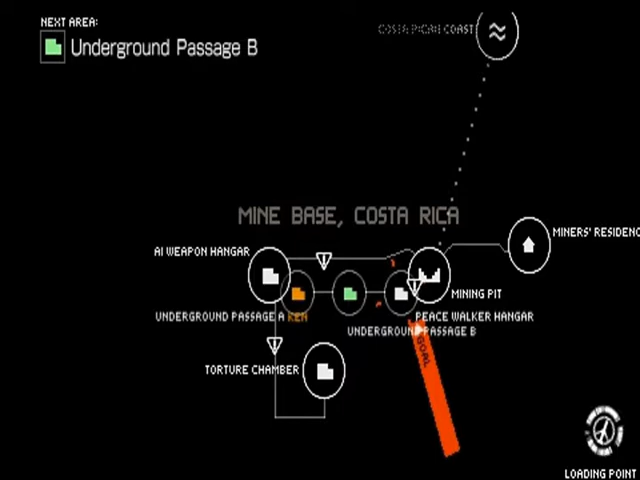 NEXT AREA:
Underground Passage B
COSTA RICAN COAST
MINE BASE, COSTA RICA
AI WEAPON HANGAR
MINERS' RESIDENC
MINING PIT
UNDERGROUND PASSAGE A
PEACE WALKER HANGAR
UNDERGROUND PASSAGE B
GOAL
TORTURE CHAMBER
LOADING POINT